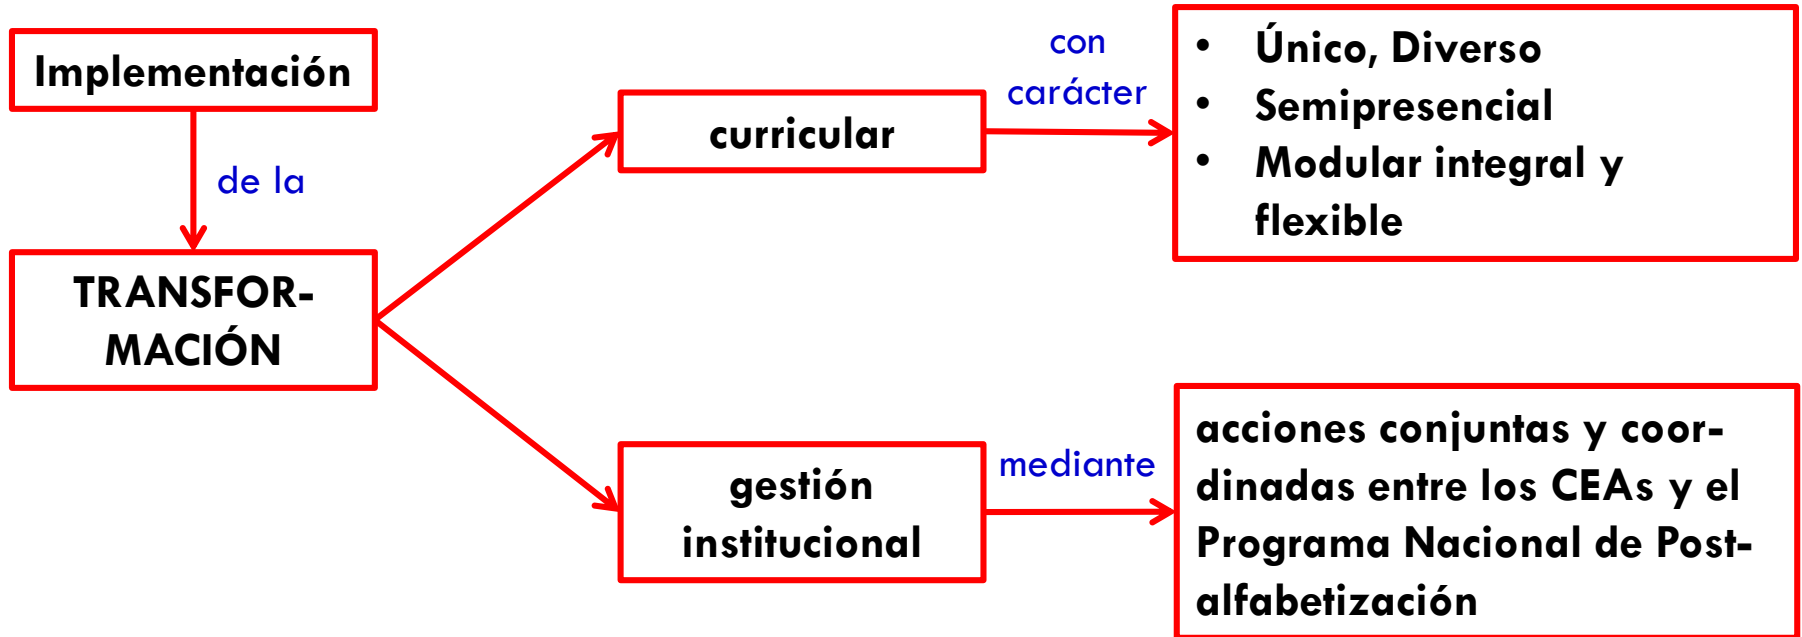 Implementación
de la
TRANSFOR-
MACIÓN
curricular
con
carácter
• Único, Diverso
• Semipresencial
• Modular integral y
flexible
gestión
institucional
mediante
acciones conjuntas y coor-
dinadas entre los CEAs y el
Programa Nacional de Post-
alfabetización